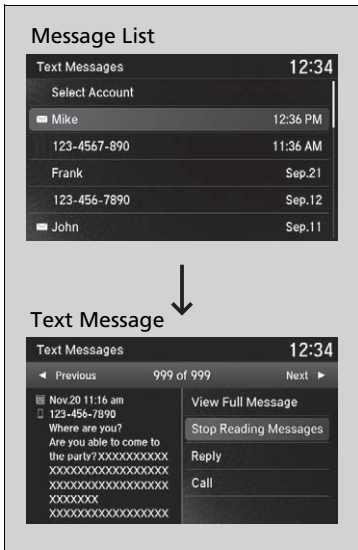 Message List
Text Messages 12:34
Select Account
Mike 12:36 PM
123-4567-890 11:36 AM
Frank Sep.21
123-456-7890 Sep.12
John Sep.11
Text Message
Text Messages 12:34
◄ Previous 999 of 999 Next ►
Nov.20 11:16 am
123-456-7890
Where are you?
Are you able to come to
the party?XXXXXXXXXX
XXXXXXXXXXXXXXXXX
XXXXXXXXXXXXXXXXX
XXXXXXX
XXXXXXXXXXXXXXXXX
View Full Message
Stop Reading Messages
Reply
Call